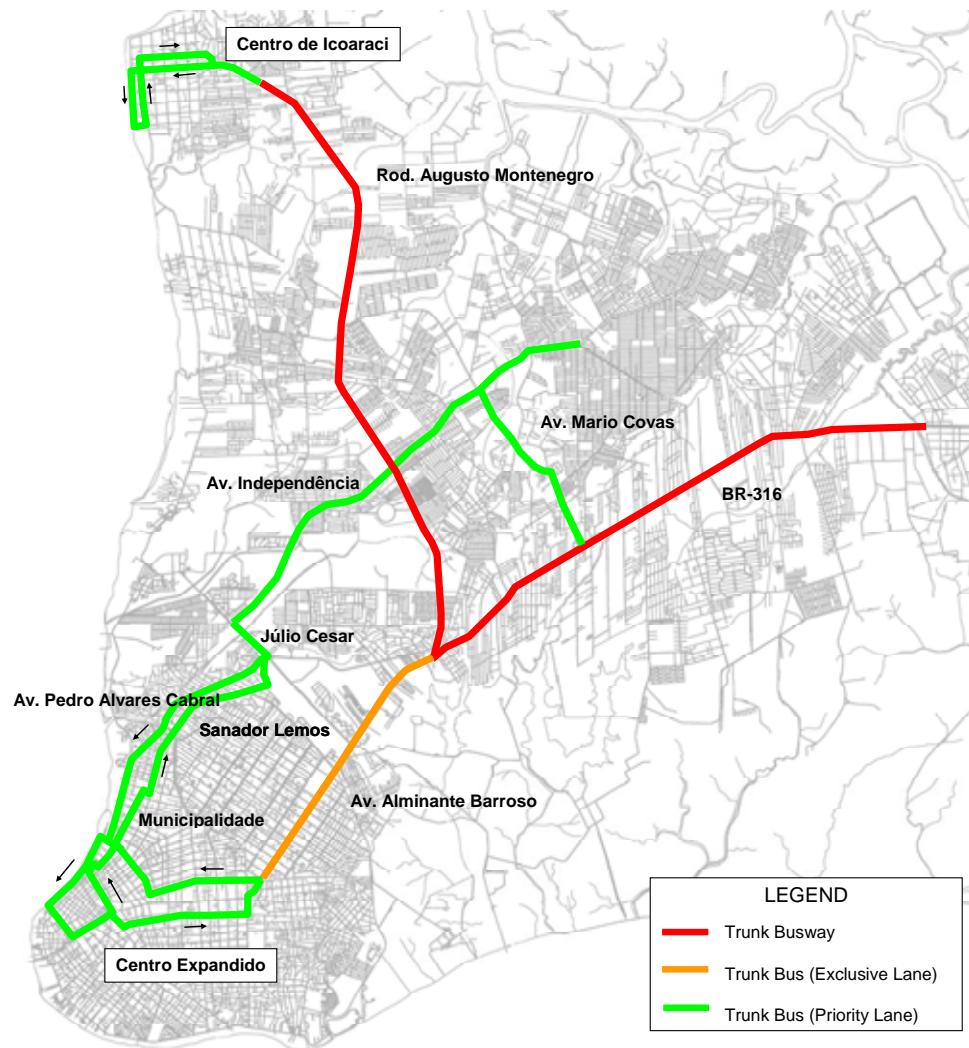 Centro de Icoaraci
Rod. Augusto Montenegro
Av. Mario Covas
Av. Independência
BR-316
Júlio Cesar
Av. Pedro Alvares Cabral
Sanador Lemos
Av. Alminante Barroso
Municipalidade
Centro Expandido
LEGEND
Trunk Busway
Trunk Bus (Exclusive Lane)
Trunk Bus (Priority Lane)